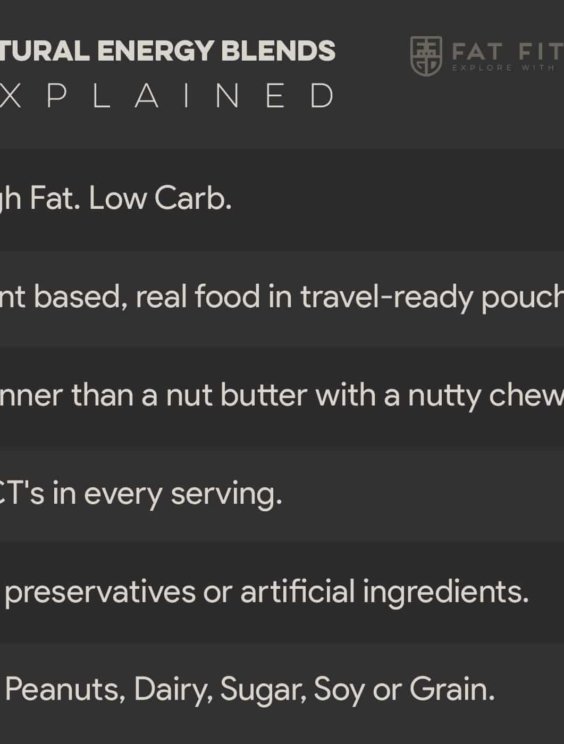 TURAL ENERGY BLENDS
XPLAINED
FAT FIT
EXPLORE WITH
gh Fat. Low Carb.
nt based, real food in travel-ready pouch
nner than a nut butter with a nutty chew
CT's in every serving.
preservatives or artificial ingredients.
Peanuts, Dairy, Sugar, Soy or Grain.